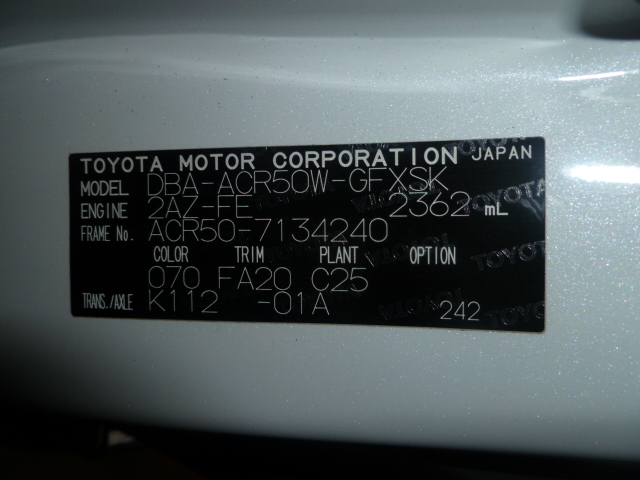 TOYOTA MOTOR CORPORATION JAPAN
MODEL DBA-ACR50W-GFXSK
ENGINE 2AZ-FE 2362 mL
FRAME No. ACR50-7134240
COLOR TRIM PLANT OPTION
070 FA20 C25
TRANS./AXLE K112 -01A 242